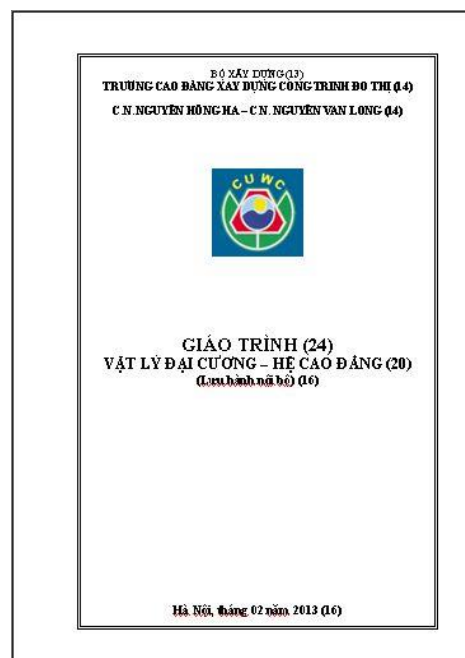 BỘ XÂY DỰNG (13)
TRƯỜNG CAO ĐẲNG XÂY DỰNG CÔNG TRÌNH ĐÔ THỊ (14)
C.N. NGUYỄN HỒNG HA – C.N. NGUYỄN VAN LONG (14)
CUWC
GIÁO TRÌNH (24)
VẬT LÝ ĐẠI CƯƠNG – HỆ CAO ĐẲNG (20)
(Lưu hành nội bộ) (16)
Hà Nội, tháng 02 năm 2013 (16)